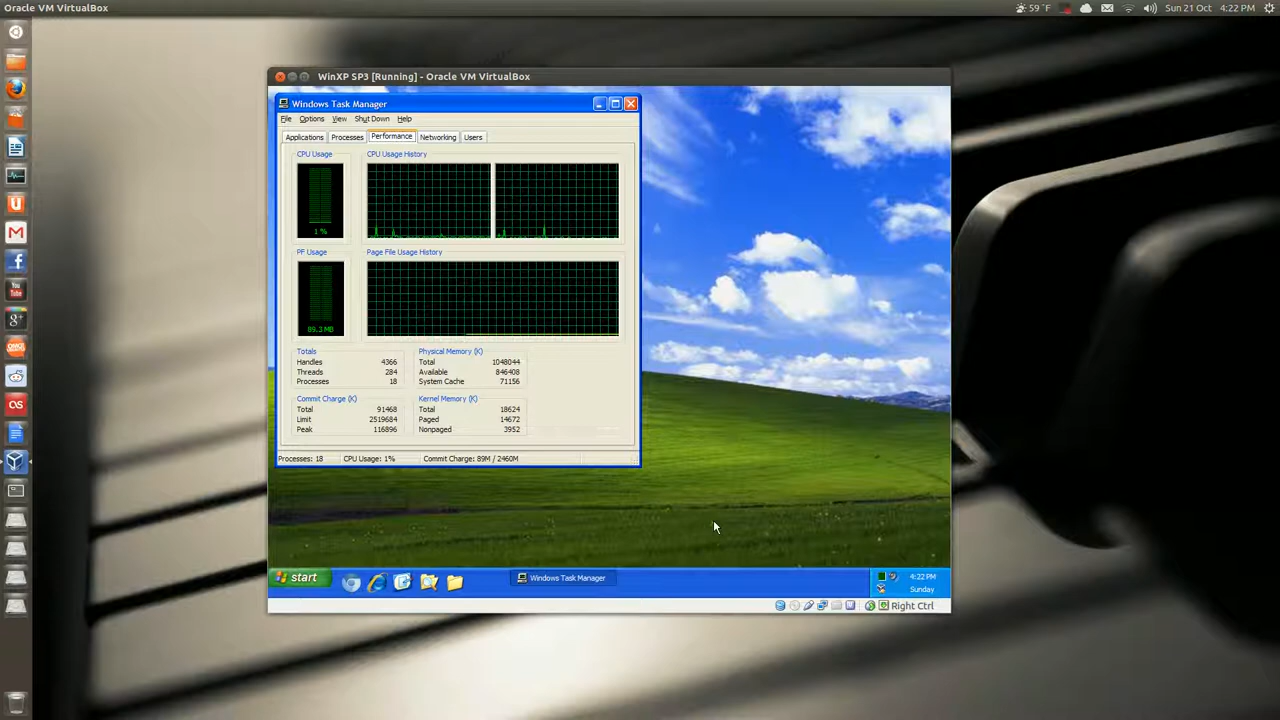 Oracle VM VirtualBox
59 °F
Sun 21 Oct
4:22 PM
WinXP SP3 [Running] - Oracle VM VirtualBox
Windows Task Manager
File Options View Shut Down Help
Applications Processes Performance Networking Users
CPU Usage
CPU Usage History
1 %
PF Usage
Page File Usage History
89.3 MB
Totals
Handles 4366
Threads 284
Processes 18
Physical Memory (K)
Total 1048044
Available 846408
System Cache 71156
Commit Charge (K)
Total 91468
Limit 2519684
Peak 116896
Kernel Memory (K)
Total 18624
Paged 14672
Nonpaged 3952
Processes: 18 CPU Usage: 1% Commit Charge: 89M / 2460M
start
Windows Task Manager
4:22 PM
Sunday
Right Ctrl